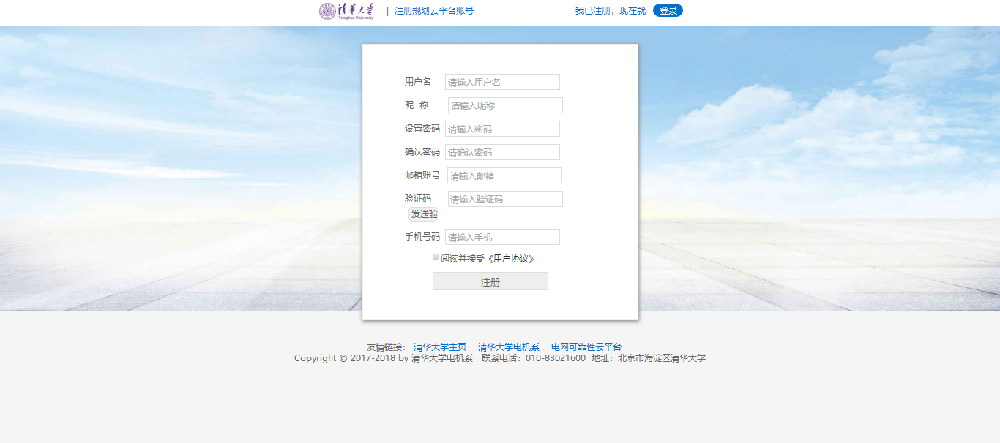 清华大学 Tsinghua University | 注册规划云平台账号 我已注册，现在就 登录
用户名 请输入用户名
昵 称 请输入昵称
设置密码 请输入密码
确认密码 请确认密码
邮箱账号 请输入邮箱
验证码 请输入验证码
发送验
手机号码 请输入手机
阅读并接受《用户协议》
注册
友情链接： 清华大学主页 清华大学电机系 电网可靠性云平台
Copyright © 2017-2018 by 清华大学电机系 联系电话：010-83021600 地址：北京市海淀区清华大学